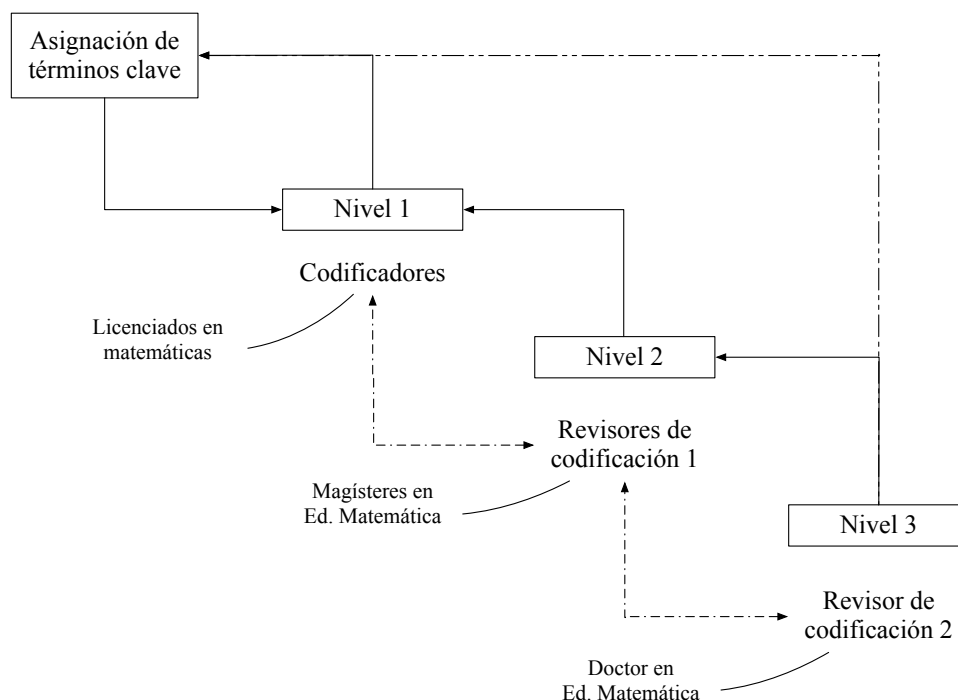 Asignación de
términos clave
Nivel 1
Codificadores
Licenciados en
matemáticas
Nivel 2
Revisores de
codificación 1
Magísteres en
Ed. Matemática
Nivel 3
Revisor de
codificación 2
Doctor en
Ed. Matemática